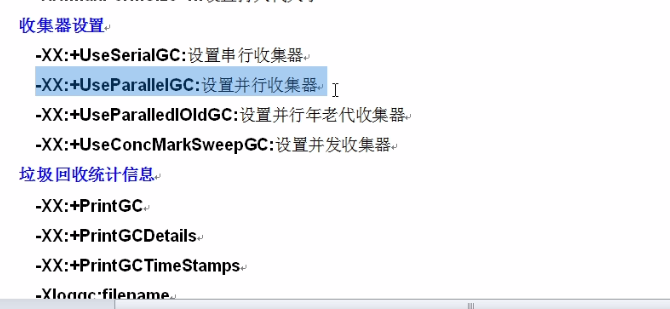 收集器设置
-XX:+UseSerialGC:设置串行收集器
-XX:+UseParallelGC:设置并行收集器
-XX:+UseParalledlOldGC:设置并行年老代收集器
-XX:+UseConcMarkSweepGC:设置并发收集器
垃圾回收统计信息
-XX:+PrintGC
-XX:+PrintGCDetails
-XX:+PrintGCTimeStamps
-Xloggc:filename